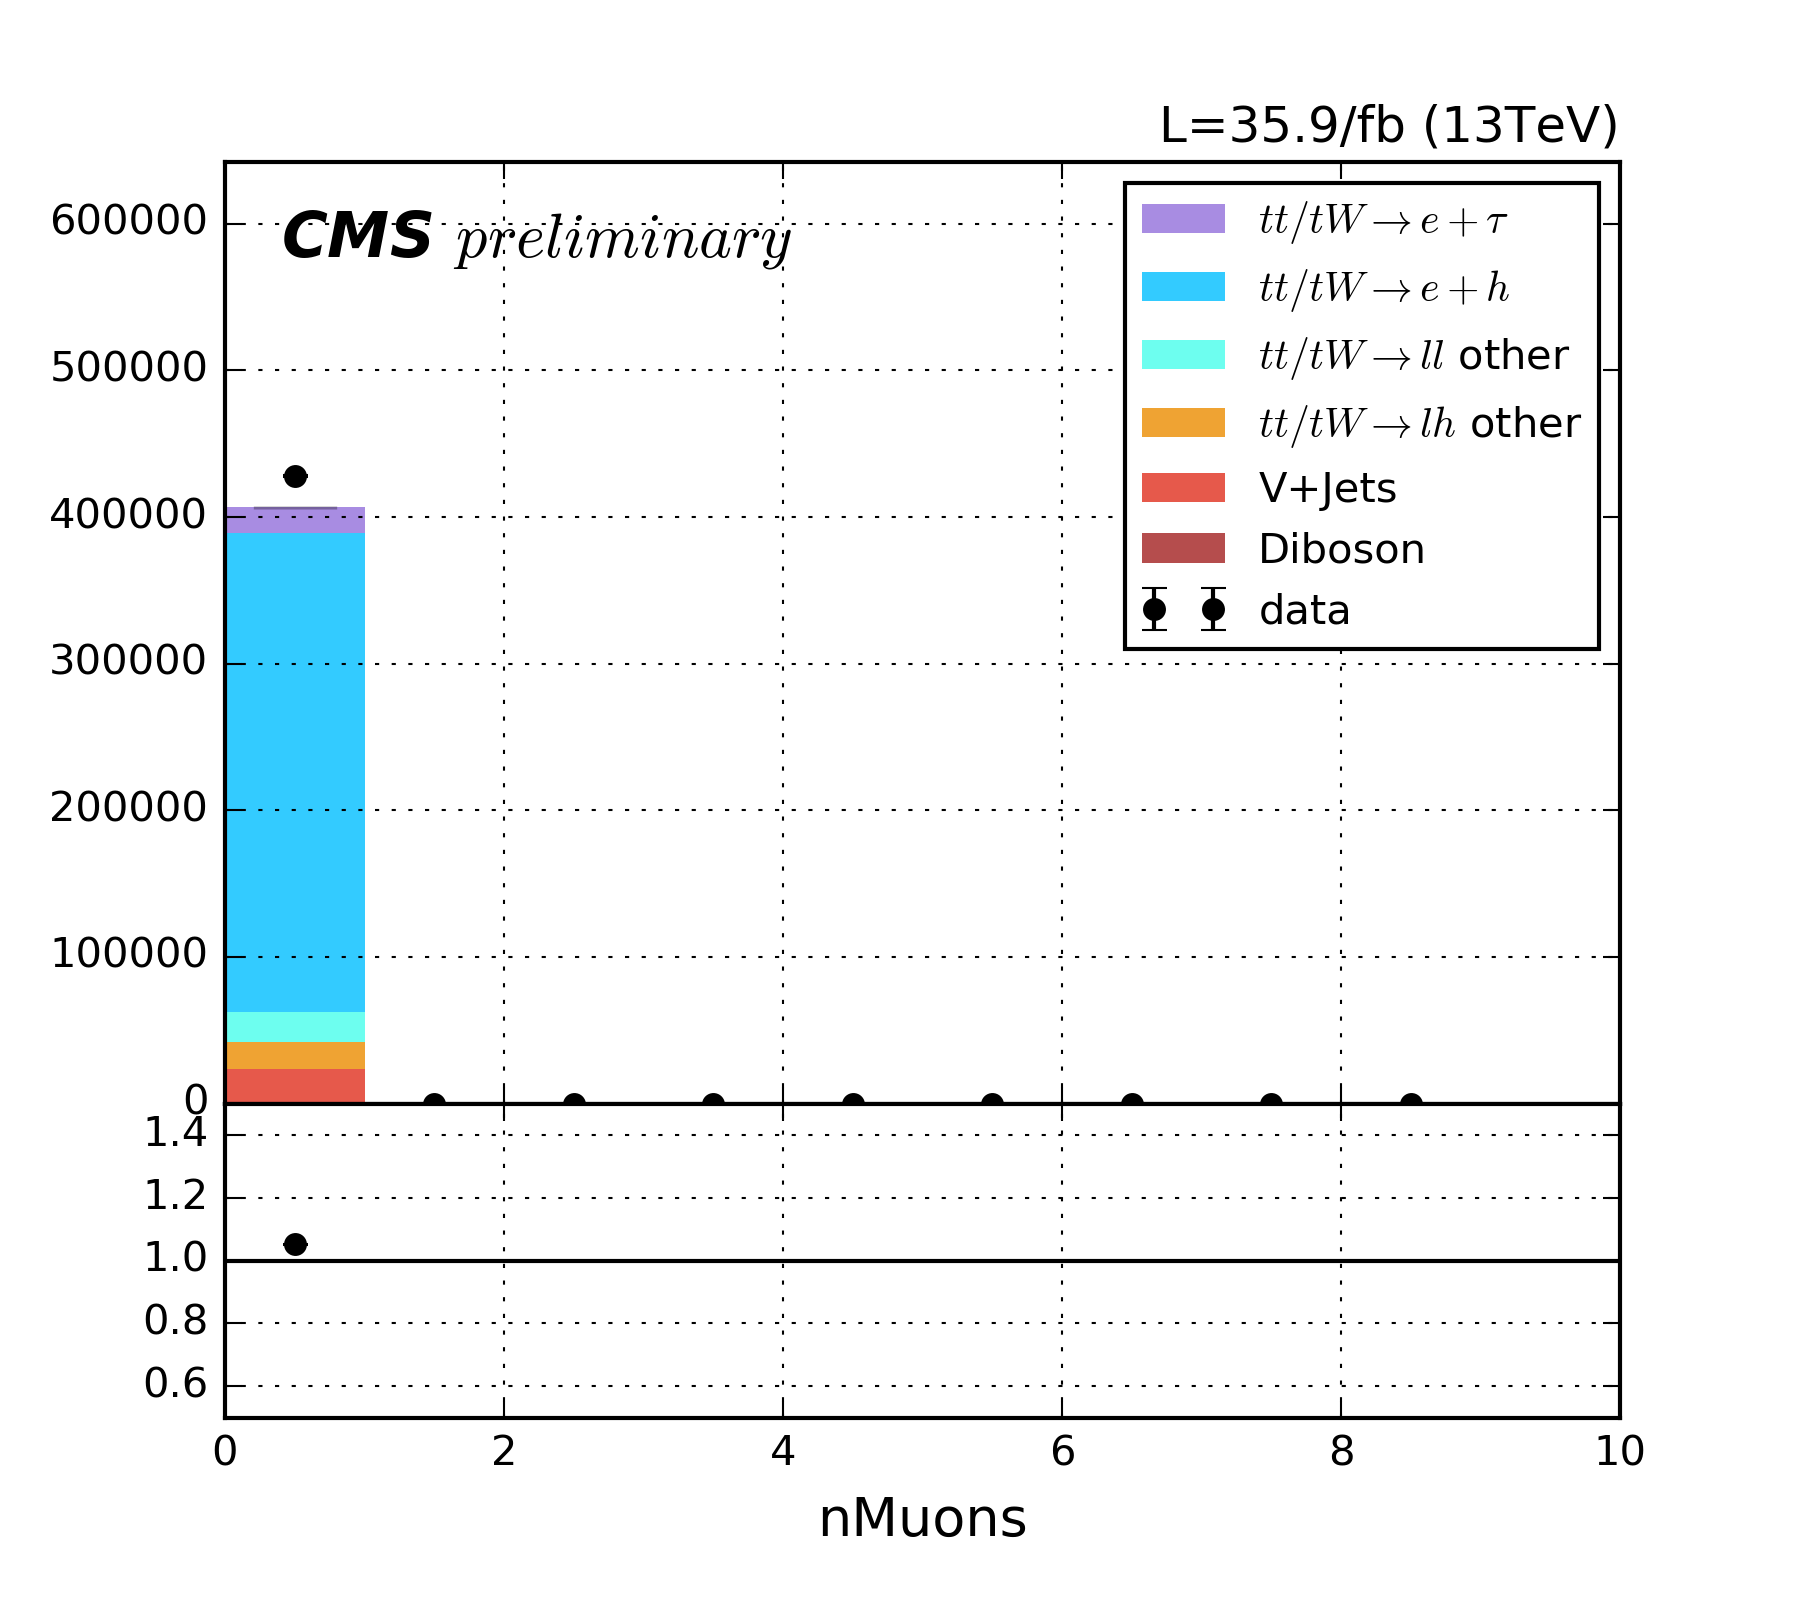 L=35.9/fb (13TeV)
CMS preliminary
600000
500000
400000
300000
200000
100000
0
tt/tW→e+τ
tt/tW→e+h
tt/tW→ll other
tt/tW→lh other
V+Jets
Diboson
data
1.4
1.2
1.0
0.8
0.6
0 2 4 6 8 10
nMuons